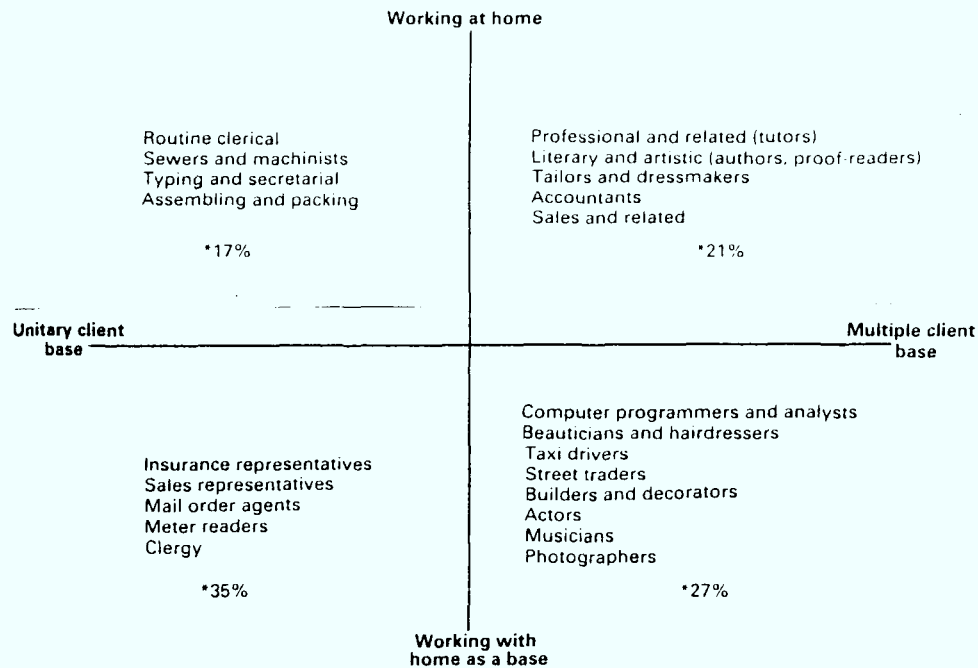 Working at home
Routine clerical
Sewers and machinists
Typing and secretarial
Assembling and packing
*17%
Professional and related (tutors)
Literary and artistic (authors, proof-readers)
Tailors and dressmakers
Accountants
Sales and related
*21%
Unitary client
base
Multiple client
base
Insurance representatives
Sales representatives
Mail order agents
Meter readers
Clergy
*35%
Computer programmers and analysts
Beauticians and hairdressers
Taxi drivers
Street traders
Builders and decorators
Actors
Musicians
Photographers
*27%
Working with
home as a base